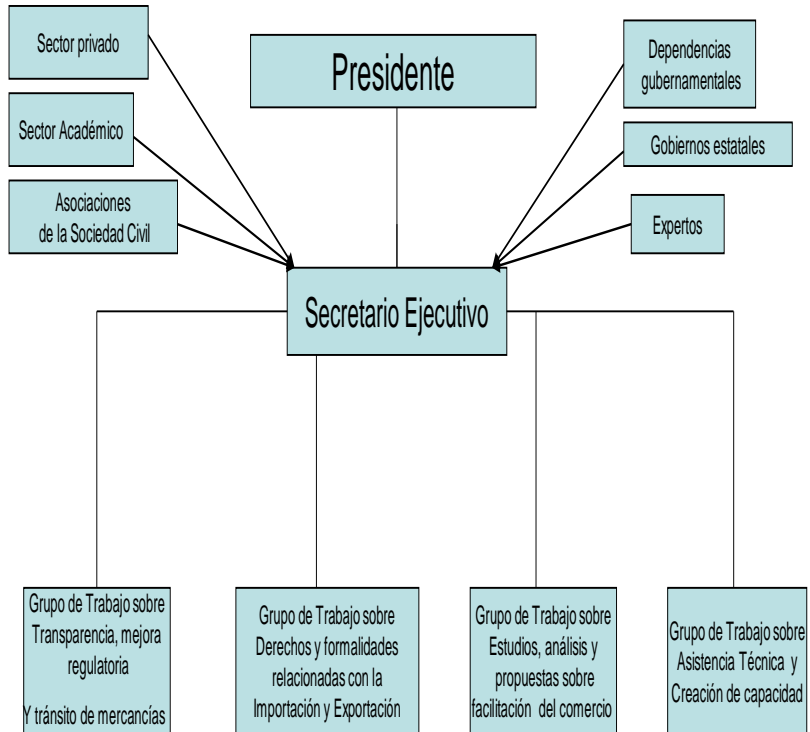 Sector privado
Presidente
Dependencias
gubernamentales
Sector Académico
Gobiernos estatales
Asociaciones
de la Sociedad Civil
Expertos
Secretario Ejecutivo
Grupo de Trabajo sobre
Transparencia, mejora
regulatoria
Y tránsito de mercancías
Grupo de Trabajo sobre
Derechos y formalidades
relacionadas con la
Importación y Exportación
Grupo de Trabajo sobre
Estudios, análisis y
propuestas sobre
facilitación del comercio
Grupo de Trabajo sobre
Asistencia Técnica y
Creación de capacidad